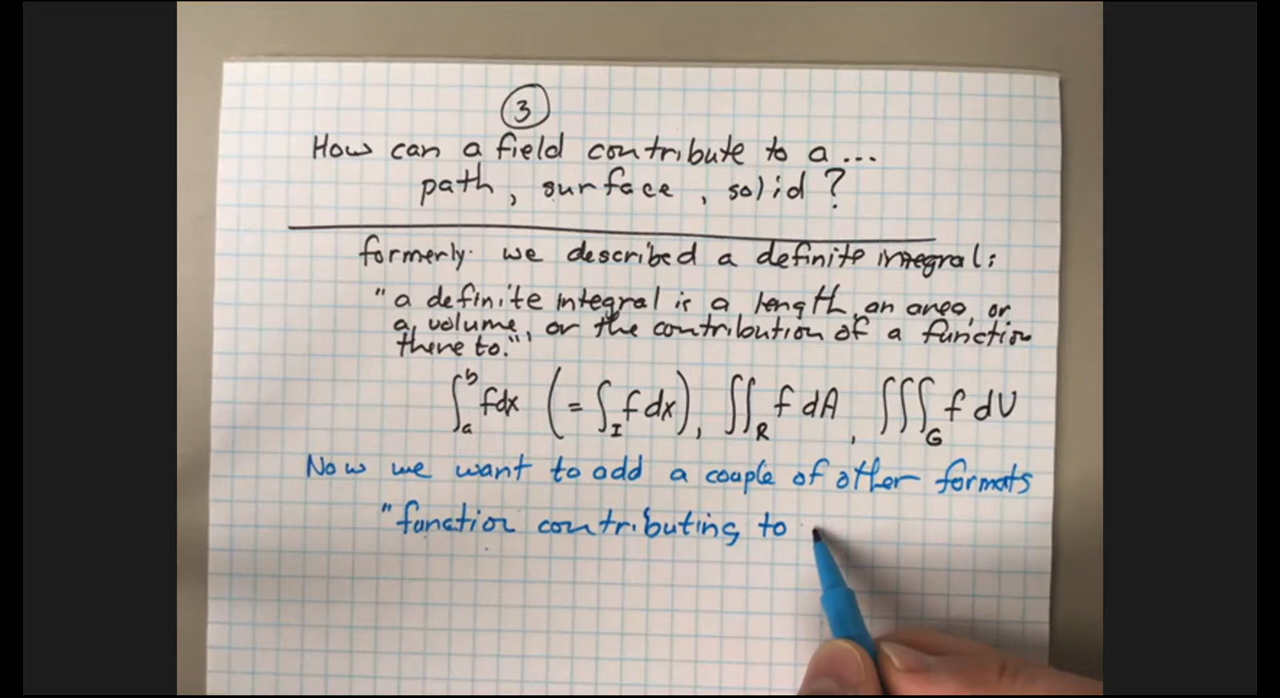 3
How can a field contribute to a...
path, surface, solid?
formerly. we described a definite integral:
"a definite integral is a length, an area, or
a volume, or the contribution of a function
there to."
∫_a^b fdx (= ∫_I f dx), ∬_R f dA, ∭_G f dV
Now we want to add a couple of other formats
"function contributing to